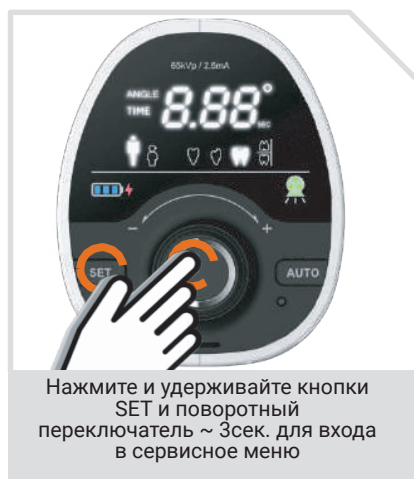 65kVp / 2.5mA
ANGLE
TIME
8.88°
SEC
SET
AUTO
Нажмите и удерживайте кнопки
SET и поворотный
переключатель ~ 3сек. для входа
в сервисное меню